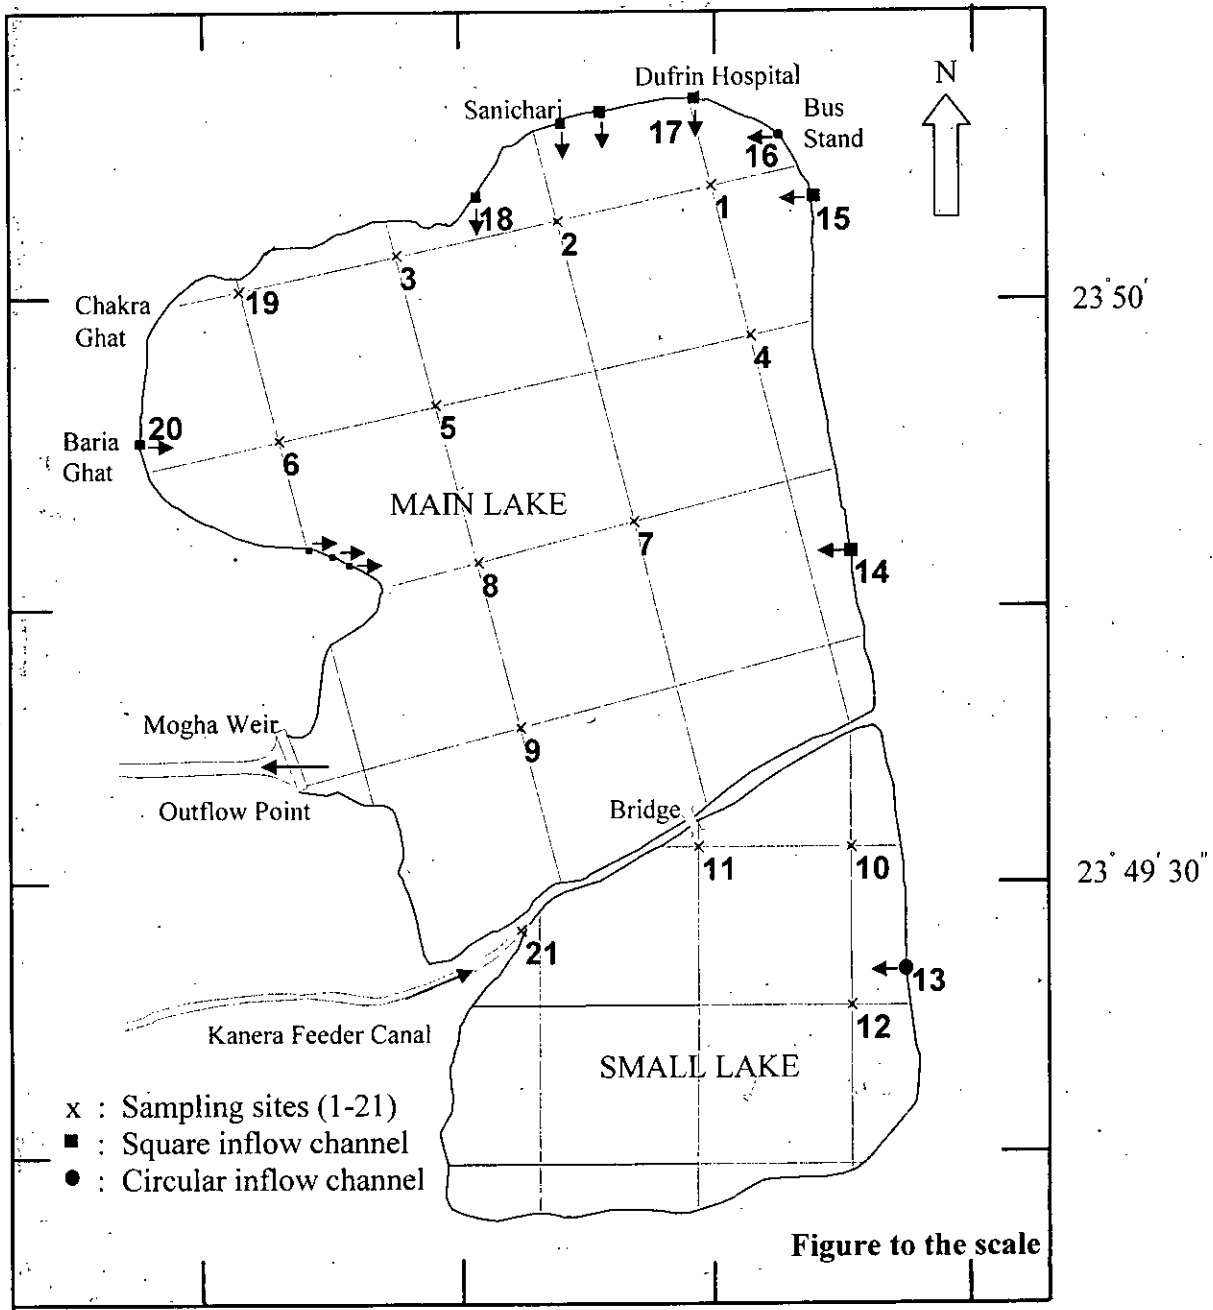 Dufrin Hospital
N
Sanichari
Bus
Stand
17
16
18
1
15
2
3
19
Chakra
Ghat
23°50'
4
20
5
Baria
Ghat
6
MAIN LAKE
7
8
14
Mogha Weir
9
Outflow Point
Bridge
11
10
23° 49' 30"
21
13
12
Kanera Feeder Canal
SMALL LAKE
x : Sampling sites (1-21)
■ : Square inflow channel
● : Circular inflow channel
Figure to the scale